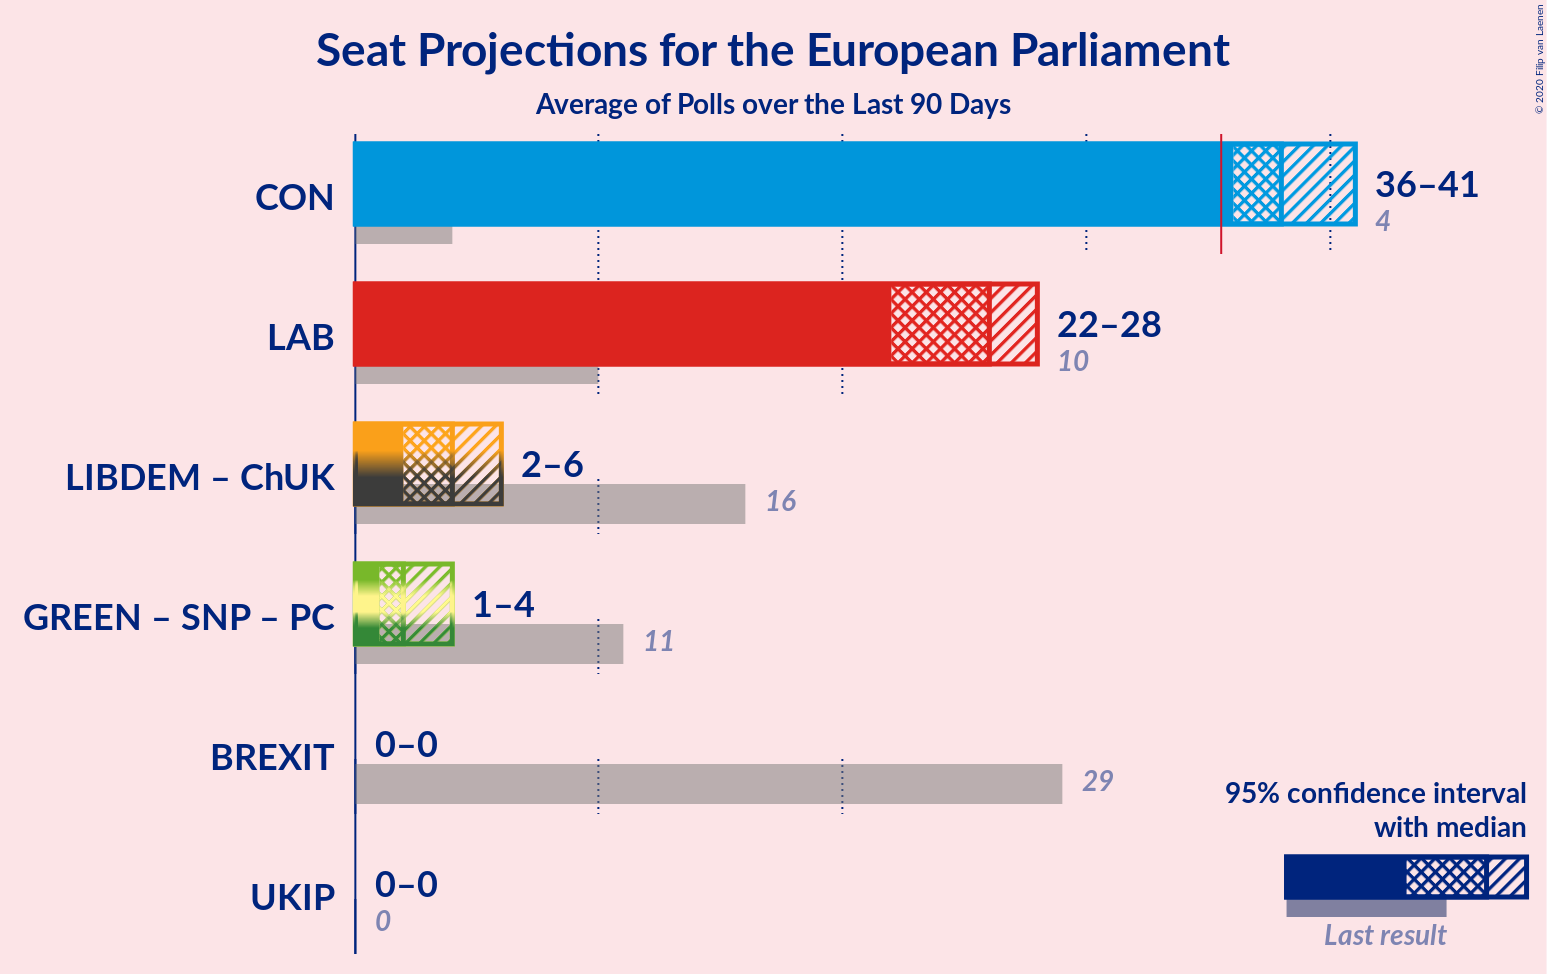 Seat Projections for the European Parliament
Average of Polls over the Last 90 Days
© 2020 Filip van Laenen
CON
36–41
4
LAB
22–28
10
LIBDEM – ChUK
2–6
16
GREEN – SNP – PC
1–4
11
BREXIT
0–0
29
UKIP
0–0
0
95% confidence interval
with median
Last result